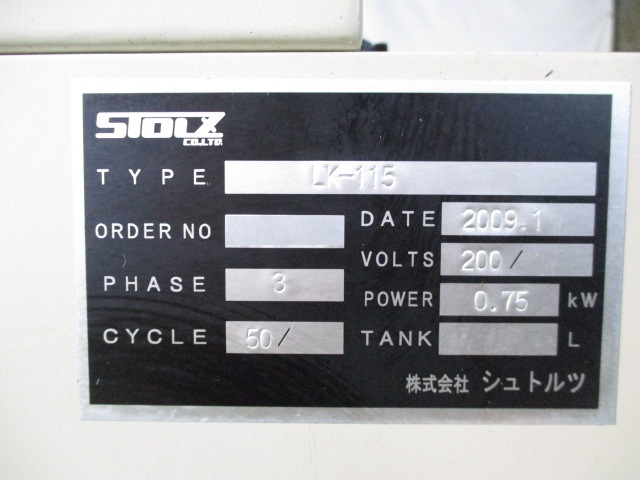 STOLZ
CO.,LTD.
TYPE LK-115
ORDER NO
DATE 2009.1
VOLTS 200/
PHASE 3
POWER 0.75 kW
CYCLE 50/
TANK L
株式会社 シュトルツ